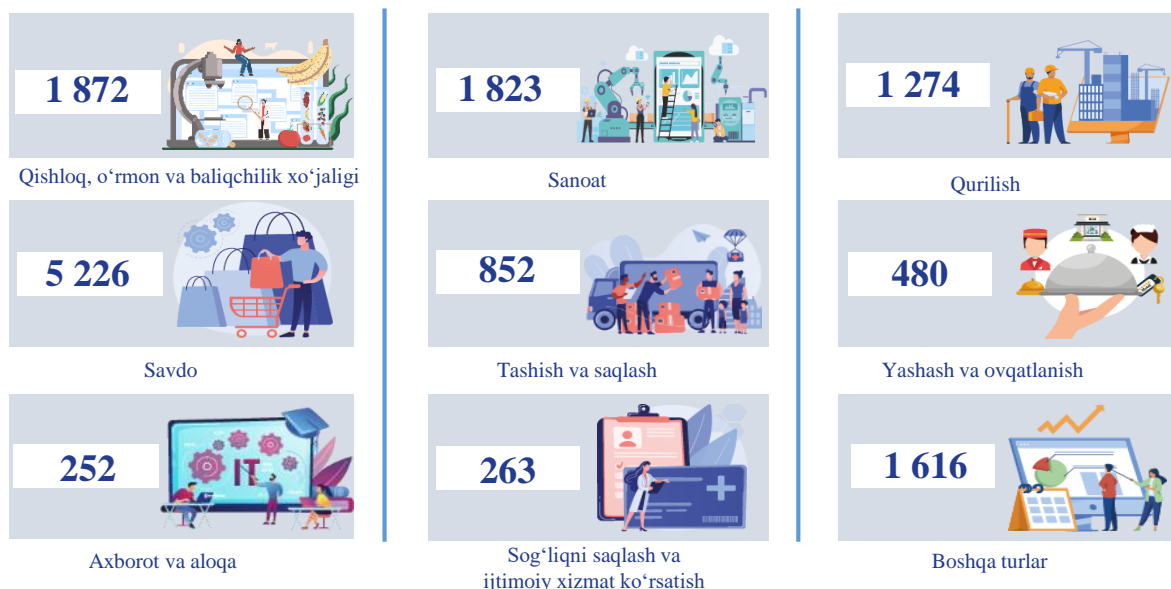 1 872
Qishloq, o‘rmon va baliqchilik xo‘jaligi
1 823
Sanoat
1 274
Qurilish
5 226
Savdo
852
Tashish va saqlash
480
Yashash va ovqatlanish
252
IT
Axborot va aloqa
263
Sog‘liqni saqlash va
ijtimoiy xizmat ko‘rsatish
1 616
Boshqa turlar